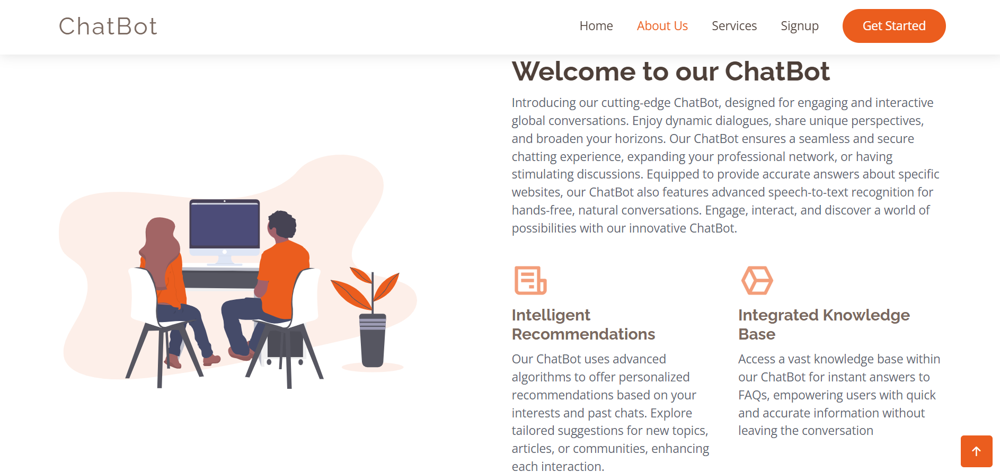 ChatBot
Home About Us Services Signup Get Started
Welcome to our ChatBot
Introducing our cutting-edge ChatBot, designed for engaging and interactive
global conversations. Enjoy dynamic dialogues, share unique perspectives,
and broaden your horizons. Our ChatBot ensures a seamless and secure
chatting experience, expanding your professional network, or having
stimulating discussions. Equipped to provide accurate answers about specific
websites, our ChatBot also features advanced speech-to-text recognition for
hands-free, natural conversations. Engage, interact, and discover a world of
possibilities with our innovative ChatBot.
Intelligent
Recommendations
Our ChatBot uses advanced
algorithms to offer personalized
recommendations based on your
interests and past chats. Explore
tailored suggestions for new topics,
articles, or communities, enhancing
each interaction.
Integrated Knowledge
Base
Access a vast knowledge base within
our ChatBot for instant answers to
FAQs, empowering users with quick
and accurate information without
leaving the conversation